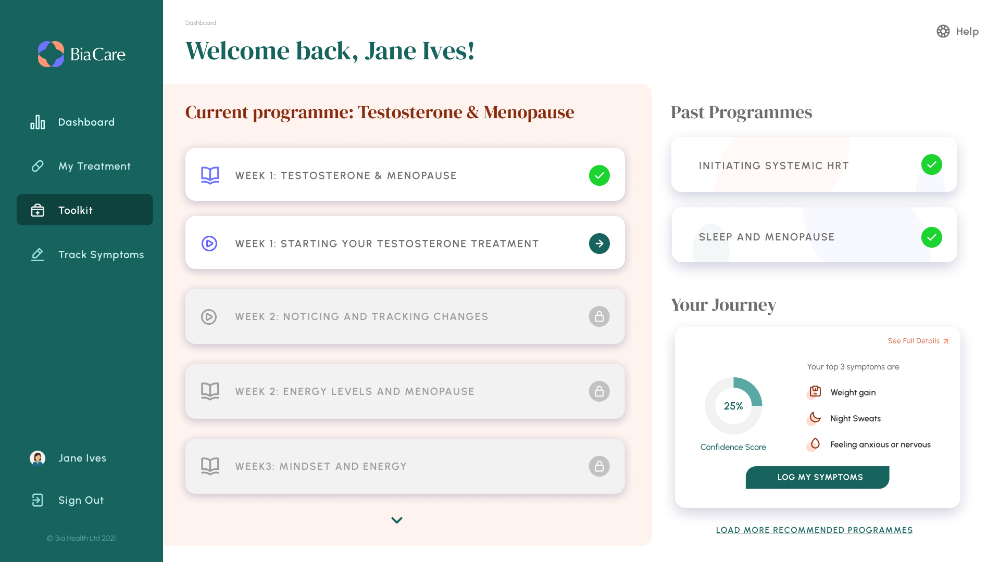 Bia Care
Dashboard
My Treatment
Toolkit
Track Symptoms
Jane Ives
Sign Out
© Bia Health Ltd 2021
Dashboard
Welcome back, Jane Ives!
Help
Current programme: Testosterone & Menopause
WEEK 1: TESTOSTERONE & MENOPAUSE
WEEK 1: STARTING YOUR TESTOSTERONE TREATMENT
WEEK 2: NOTICING AND TRACKING CHANGES
WEEK 2: ENERGY LEVELS AND MENOPAUSE
WEEK3: MINDSET AND ENERGY
Past Programmes
INITIATING SYSTEMIC HRT
SLEEP AND MENOPAUSE
Your Journey
See Full Details
25%
Confidence Score
Your top 3 symptoms are
Weight gain
Night Sweats
Feeling anxious or nervous
LOG MY SYMPTOMS
LOAD MORE RECOMMENDED PROGRAMMES